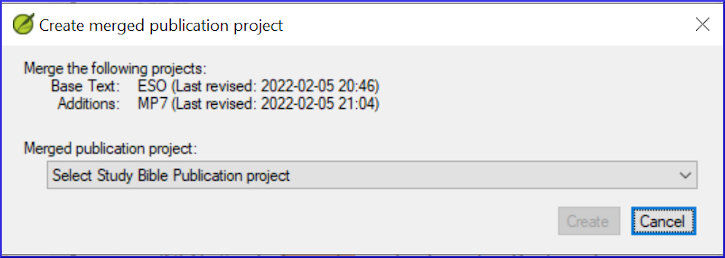 Create merged publication project
Merge the following projects:
Base Text: ESO (Last revised: 2022-02-05 20:46)
Additions: MP7 (Last revised: 2022-02-05 21:04)
Merged publication project:
Select Study Bible Publication project
Create Cancel